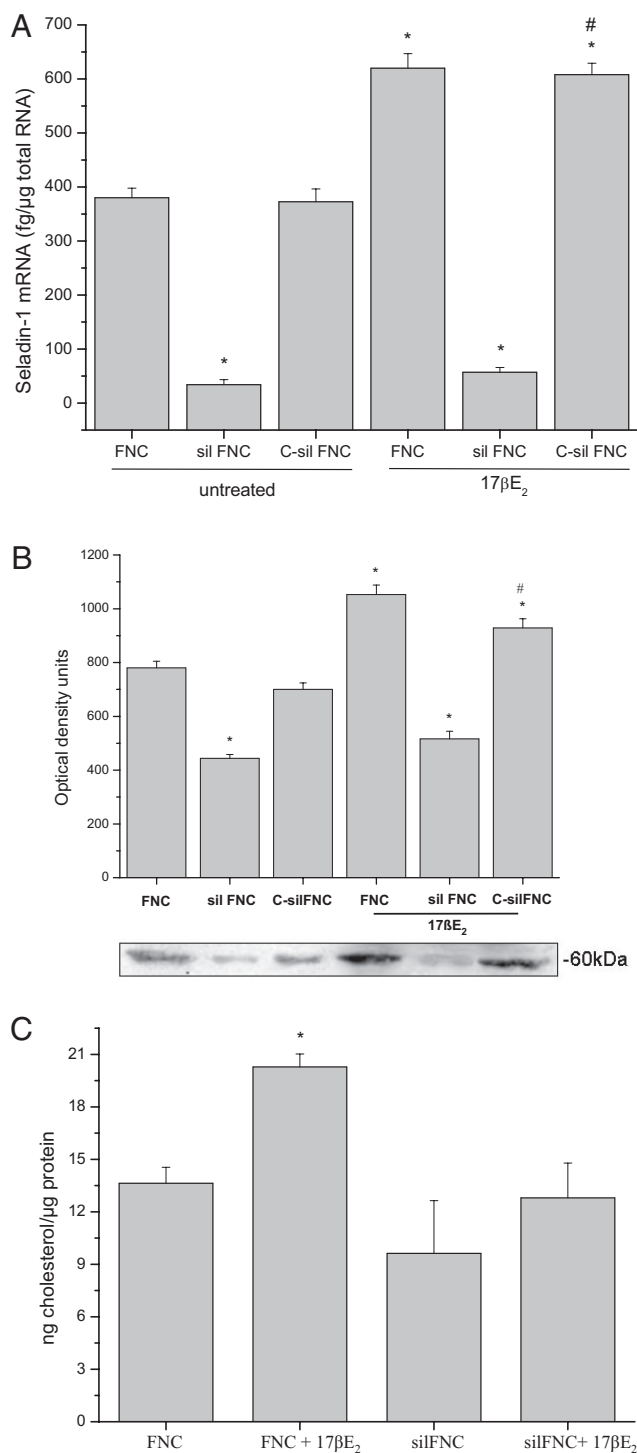 A
Seladin-1 mRNA (fg/µg total RNA)
700
600
500
400
300
200
100
0
*
*
*
*
#
*
FNC
sil FNC
C-sil FNC
FNC
sil FNC
C-sil FNC
untreated
17βE₂
B
Optical density units
1200
1000
800
600
400
200
0
*
*
*
#
*
FNC
sil FNC
C-silFNC
FNC
sil FNC
C-silFNC
17ßE₂
-60kDa
C
ng cholesterol/µg protein
21
18
15
12
9
6
3
0
*
FNC
FNC + 17βE₂
silFNC
silFNC+ 17βE₂